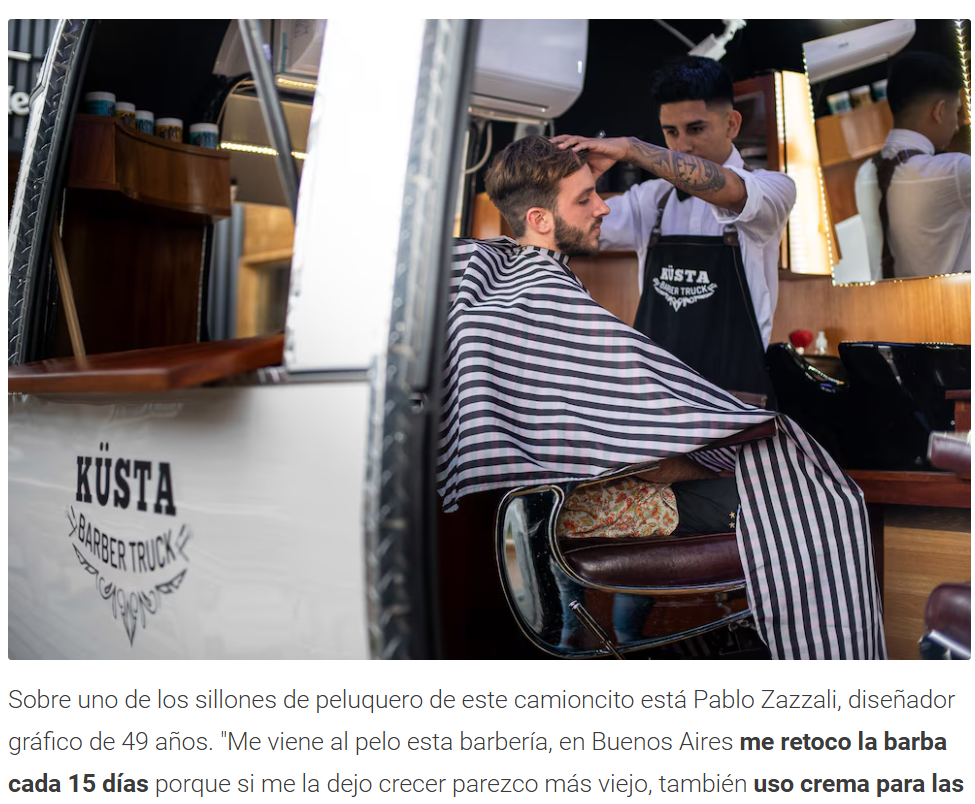 KÜSTA
BARBER TRUCK
KÜSTA
BARBER TRUCK
Sobre uno de los sillones de peluquero de este camioncito está Pablo Zazzali, diseñador
gráfico de 49 años. "Me viene al pelo esta barbería, en Buenos Aires me retoco la barba
cada 15 días porque si me la dejo crecer parezco más viejo, también uso crema para las